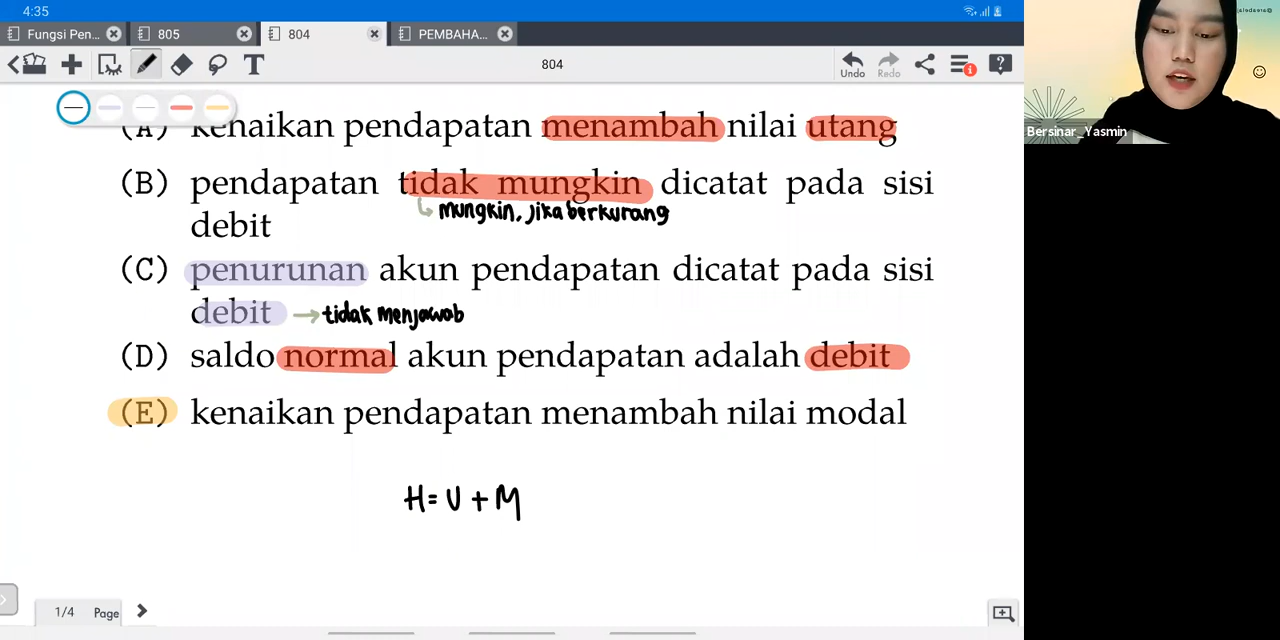 4:35
Fungsi Pen...
805
804
PEMBAHA...
804
Undo
Redo
(A) kenaikan pendapatan menambah nilai utang
(B) pendapatan tidak mungkin dicatat pada sisi
mungkin, jika berkurang
debit
(C) penurunan akun pendapatan dicatat pada sisi
debit → tidak menjawab
(D) saldo normal akun pendapatan adalah debit
(E) kenaikan pendapatan menambah nilai modal
H = U + M
1/4 Page
Bersinar_Yasmin